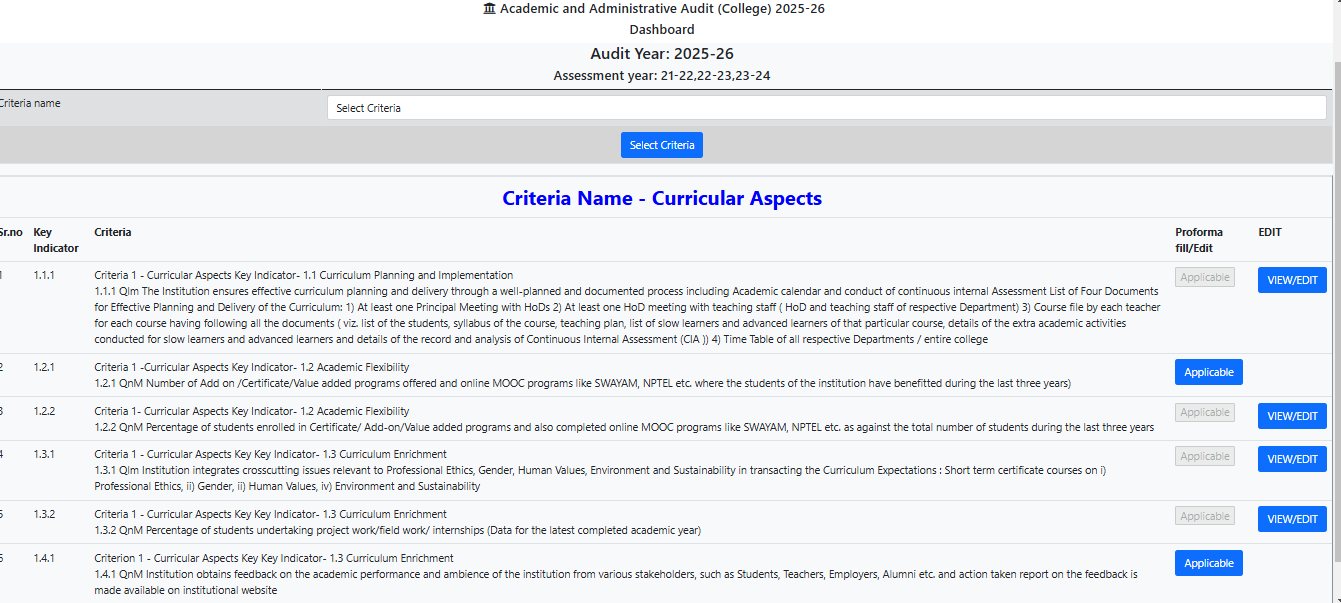 Academic and Administrative Audit (College) 2025-26
Dashboard
Audit Year: 2025-26
Assessment year: 21-22,22-23,23-24
Criteria name
Select Criteria
Select Criteria
Criteria Name - Curricular Aspects
Sr.no Key Indicator Criteria Proforma fill/Edit EDIT
1 1.1.1 Criteria 1 - Curricular Aspects Key Indicator- 1.1 Curriculum Planning and Implementation Applicable VIEW/EDIT
1.1.1 Qlm The Institution ensures effective curriculum planning and delivery through a well-planned and documented process including Academic calendar and conduct of continuous internal Assessment List of Four Documents
for Effective Planning and Delivery of the Curriculum: 1) At least one Principal Meeting with HoDs 2) At least one HoD meeting with teaching staff ( HoD and teaching staff of respective Department) 3) Course file by each teacher
for each course having following all the documents ( viz. list of the students, syllabus of the course, teaching plan, list of slow learners and advanced learners of that particular course, details of the extra academic activities
conducted for slow learners and advanced learners and details of the record and analysis of Continuous Internal Assessment (CIA )) 4) Time Table of all respective Departments / entire college
2 1.2.1 Criteria 1 -Curricular Aspects Key Indicator- 1.2 Academic Flexibility Applicable
1.2.1 QnM Number of Add on /Certificate/Value added programs offered and online MOOC programs like SWAYAM, NPTEL etc. where the students of the institution have benefitted during the last three years)
3 1.2.2 Criteria 1- Curricular Aspects Key Indicator- 1.2 Academic Flexibility Applicable VIEW/EDIT
1.2.2 QnM Percentage of students enrolled in Certificate/ Add-on/Value added programs and also completed online MOOC programs like SWAYAM, NPTEL etc. as against the total number of students during the last three years
4 1.3.1 Criteria 1 - Curricular Aspects Key Key Indicator- 1.3 Curriculum Enrichment Applicable VIEW/EDIT
1.3.1 Qlm Institution integrates crosscutting issues relevant to Professional Ethics, Gender, Human Values, Environment and Sustainability in transacting the Curriculum Expectations : Short term certificate courses on i)
Professional Ethics, ii) Gender, ii) Human Values, iv) Environment and Sustainability
5 1.3.2 Criteria 1 - Curricular Aspects Key Key Indicator- 1.3 Curriculum Enrichment Applicable VIEW/EDIT
1.3.2 QnM Percentage of students undertaking project work/field work/ internships (Data for the latest completed academic year)
6 1.4.1 Criterion 1 - Curricular Aspects Key Key Indicator- 1.3 Curriculum Enrichment Applicable
1.4.1 QnM Institution obtains feedback on the academic performance and ambience of the institution from various stakeholders, such as Students, Teachers, Employers, Alumni etc. and action taken report on the feedback is
made available on institutional website